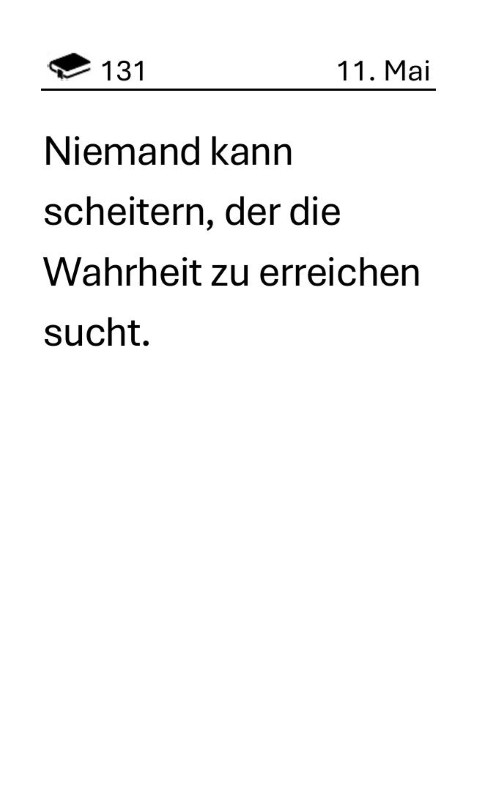 131 11. Mai
Niemand kann
scheitern, der die
Wahrheit zu erreichen
sucht.